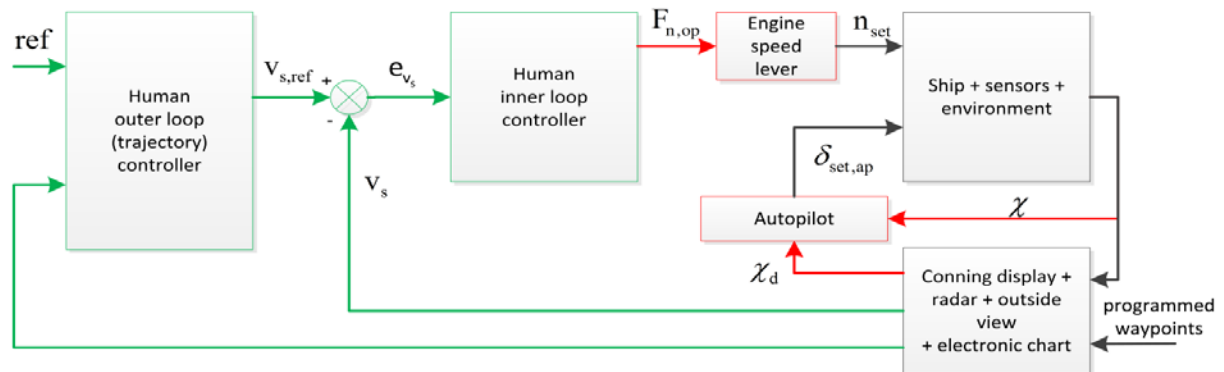 ref
Human
outer loop
(trajectory)
controller
v_s,ref
+
-
e_vs
v_s
Human
inner loop
controller
F_n,op
Engine
speed
lever
n_set
Ship + sensors +
environment
δ_set,ap
Autopilot
χ
χ_d
Conning display +
radar + outside
view
+ electronic chart
programmed
waypoints